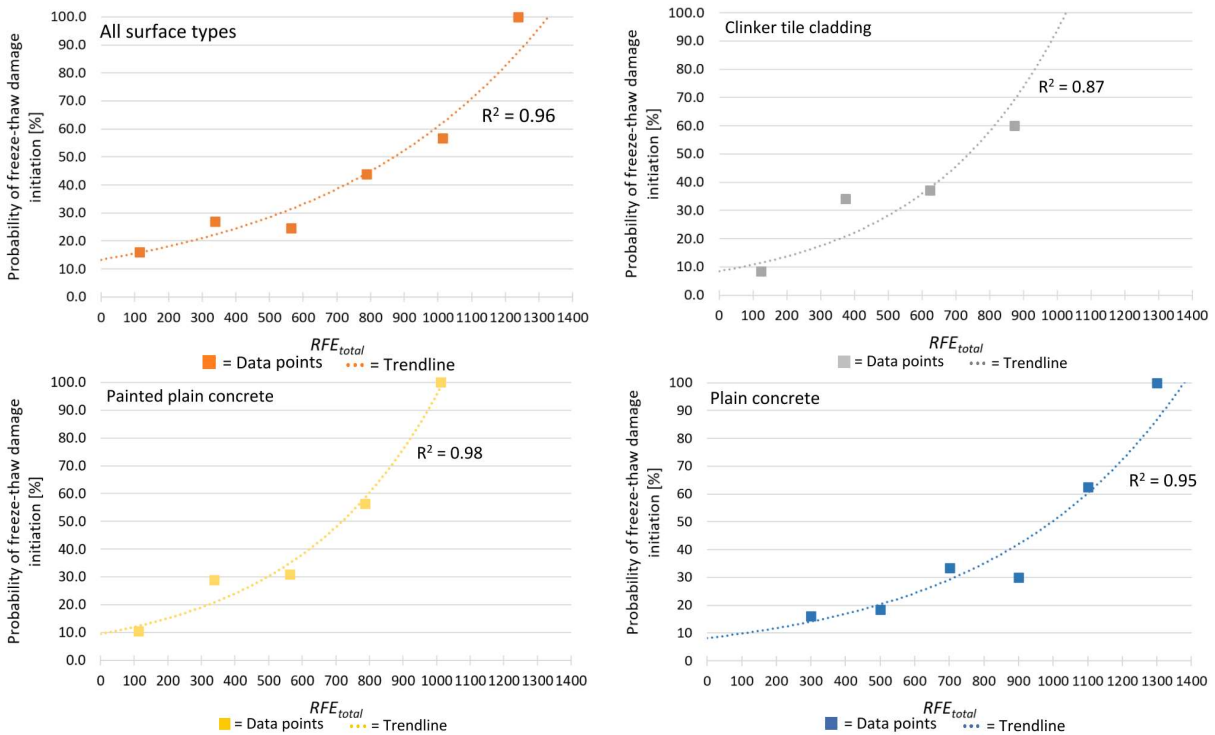 All surface types
Probability of freeze-thaw damage
initiation [%]
100.0
90.0
80.0
70.0
60.0
50.0
40.0
30.0
20.0
10.0
0.0
R² = 0.96
0 100 200 300 400 500 600 700 800 900 1000 1100 1200 1300 1400
RFEtotal
= Data points = Trendline
Clinker tile cladding
Probability of freeze-thaw damage
initiation [%]
100.0
90.0
80.0
70.0
60.0
50.0
40.0
30.0
20.0
10.0
0.0
R² = 0.87
0 100 200 300 400 500 600 700 800 900 1000 1100 1200 1300 1400
RFEtotal
= Data points = Trendline
Painted plain concrete
Probability of freeze-thaw damage
initiation [%]
100.0
90.0
80.0
70.0
60.0
50.0
40.0
30.0
20.0
10.0
0.0
R² = 0.98
0 100 200 300 400 500 600 700 800 900 1000 1100 1200 1300 1400
RFEtotal
= Data points = Trendline
Plain concrete
Probability of freeze-thaw damage
initiation [%]
100
90
80
70
60
50
40
30
20
10
0
R² = 0.95
0 100 200 300 400 500 600 700 800 900 1000 1100 1200 1300 1400
RFEtotal
= Data points = Trendline